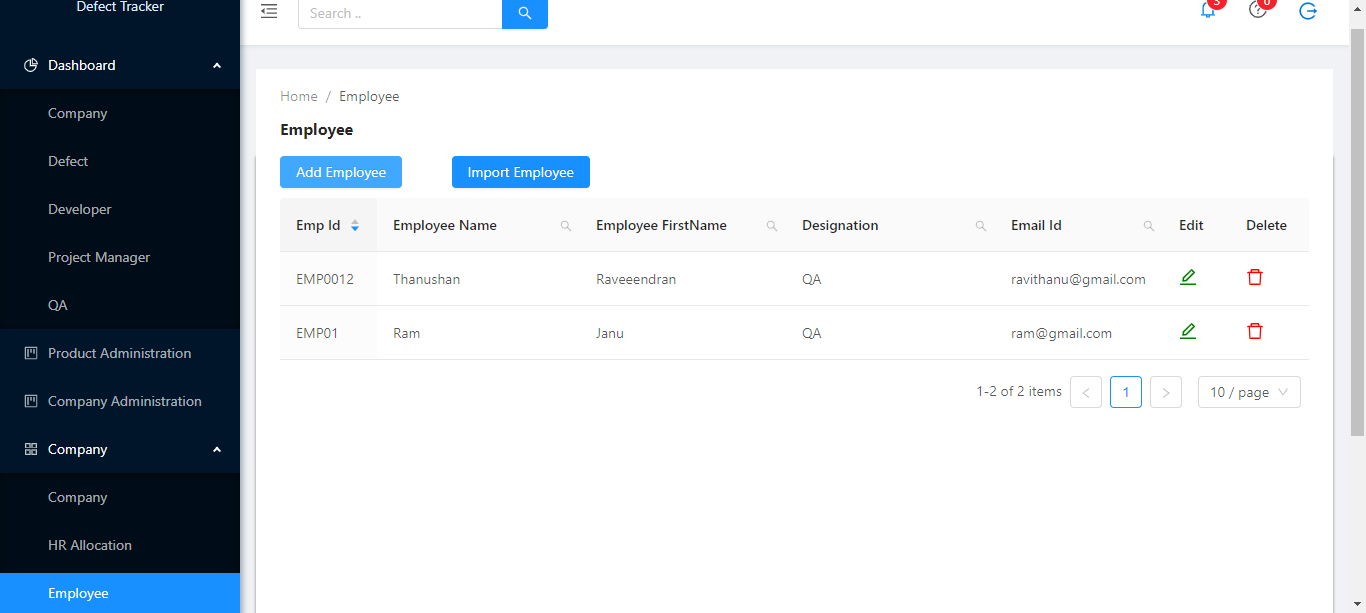 Defect Tracker
Dashboard
Company
Defect
Developer
Project Manager
QA
Product Administration
Company Administration
Company
Company
HR Allocation
Employee
Search ..
3
0
Home / Employee
Employee
Add Employee Import Employee
Emp Id Employee Name Employee FirstName Designation Email Id Edit Delete
EMP0012 Thanushan Raveeendran QA ravithanu@gmail.com
EMP01 Ram Janu QA ram@gmail.com
1-2 of 2 items < 1 > 10 / page